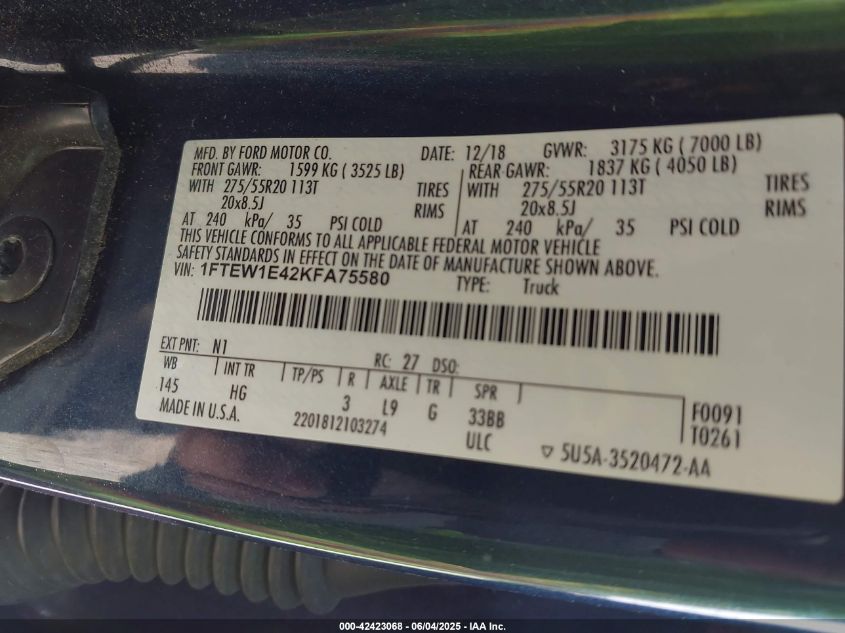 MFD. BY FORD MOTOR CO. DATE: 12/18 GVWR: 3175 KG ( 7000 LB)
FRONT GAWR: 1599 KG ( 3525 LB) REAR GAWR: 1837 KG ( 4050 LB)
WITH 275/55R20 113T TIRES WITH 275/55R20 113T TIRES
20x8.5J RIMS 20x8.5J RIMS
AT 240 kPa/ 35 PSI COLD AT 240 kPa/ 35 PSI COLD
THIS VEHICLE CONFORMS TO ALL APPLICABLE FEDERAL MOTOR VEHICLE
SAFETY STANDARDS IN EFFECT ON THE DATE OF MANUFACTURE SHOWN ABOVE.
VIN: 1FTEW1E42KFA75580 TYPE: Truck
EXT PNT: N1 RC: 27 DSO:
WB INT TR TP/PS R AXLE TR SPR
145 HG 3 L9 G 33BB F0091
MADE IN U.S.A. 2201812103274 ULC T0261
5U5A-3520472-AA
000-42423068 - 06/04/2025 - IAA Inc.